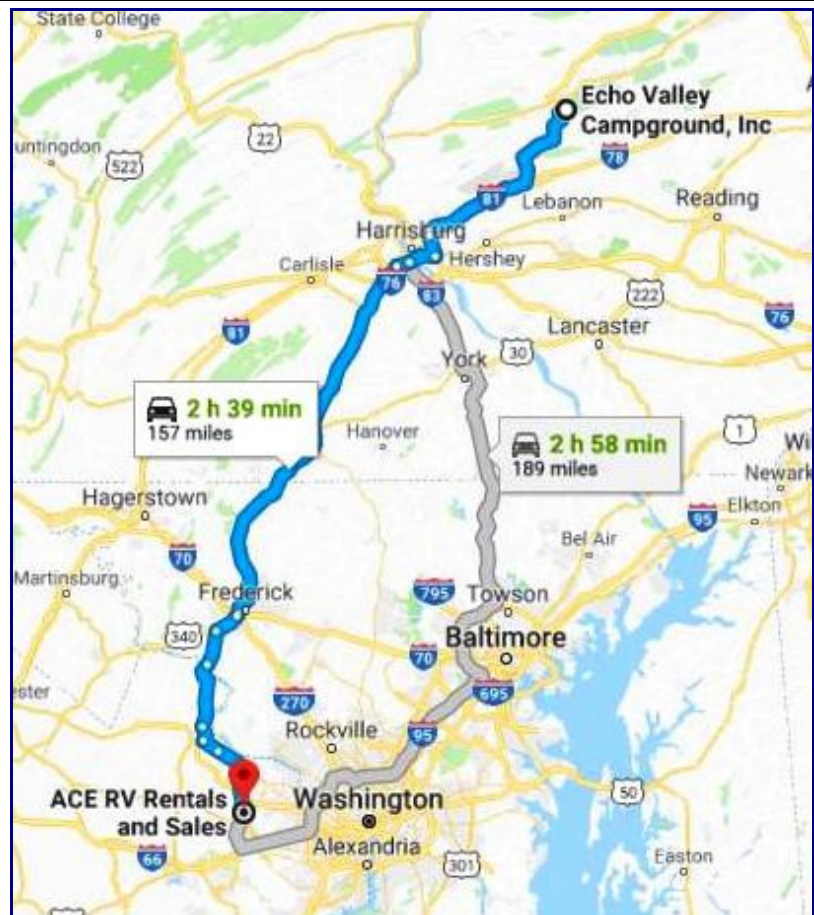 State College
Echo Valley
Campground, Inc
22
untingdon
522
78
81
Lebanon
Reading
Harrisburg
Hershey
Carlisle
76
83
222
76
81
Lancaster
York
30
2 h 39 min
157 miles
Hanover
2 h 58 min
189 miles
1
Wi
Newark
Hagerstown
Elkton
95
Bel Air
70
Martinsburg
Frederick
795
Towson
340
Baltimore
70
ster
270
695
Rockville
95
ACE RV Rentals
and Sales
Washington
50
Alexandria
66
301
Easton